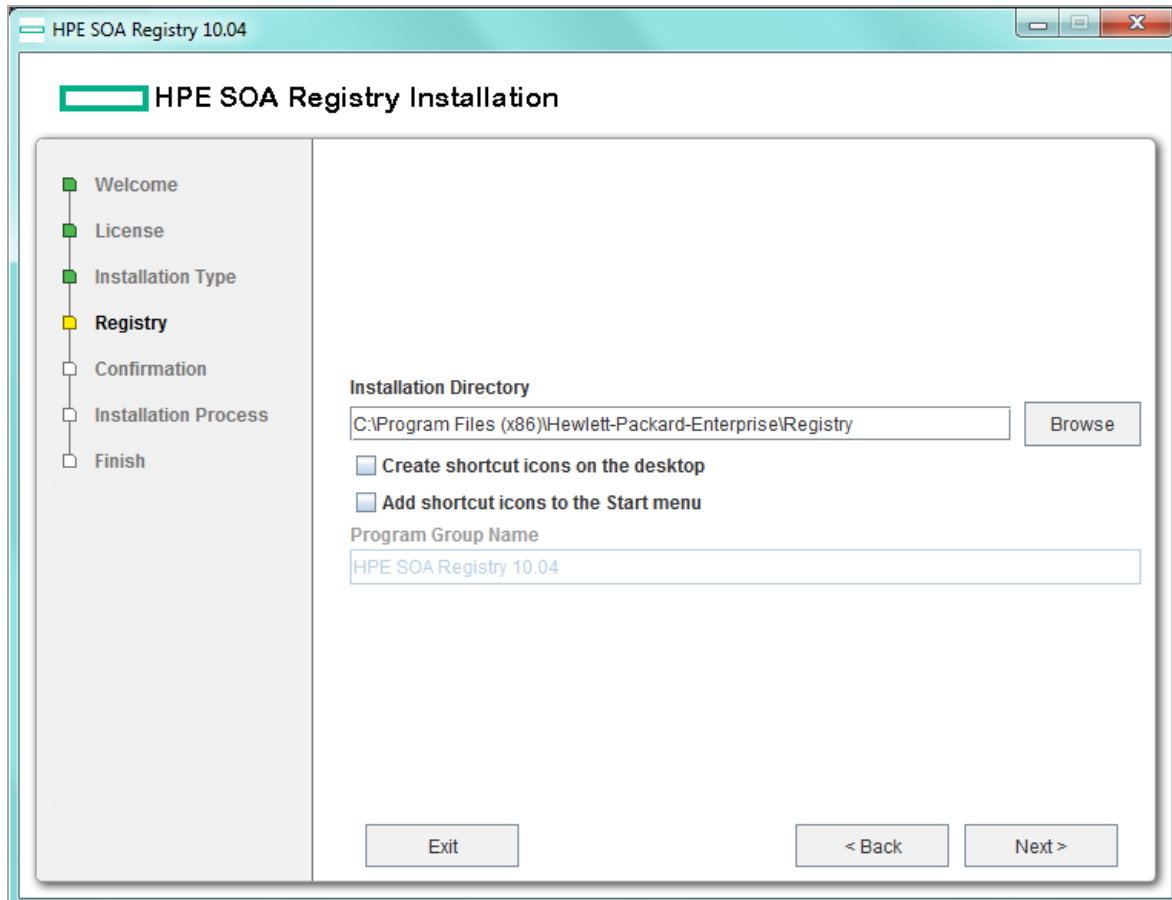 HPE SOA Registry 10.04
HPE SOA Registry Installation
Welcome
License
Installation Type
Registry
Confirmation
Installation Process
Finish
Installation Directory
C:\Program Files (x86)\Hewlett-Packard-Enterprise\Registry
Browse
Create shortcut icons on the desktop
Add shortcut icons to the Start menu
Program Group Name
HPE SOA Registry 10.04
Exit
< Back
Next >